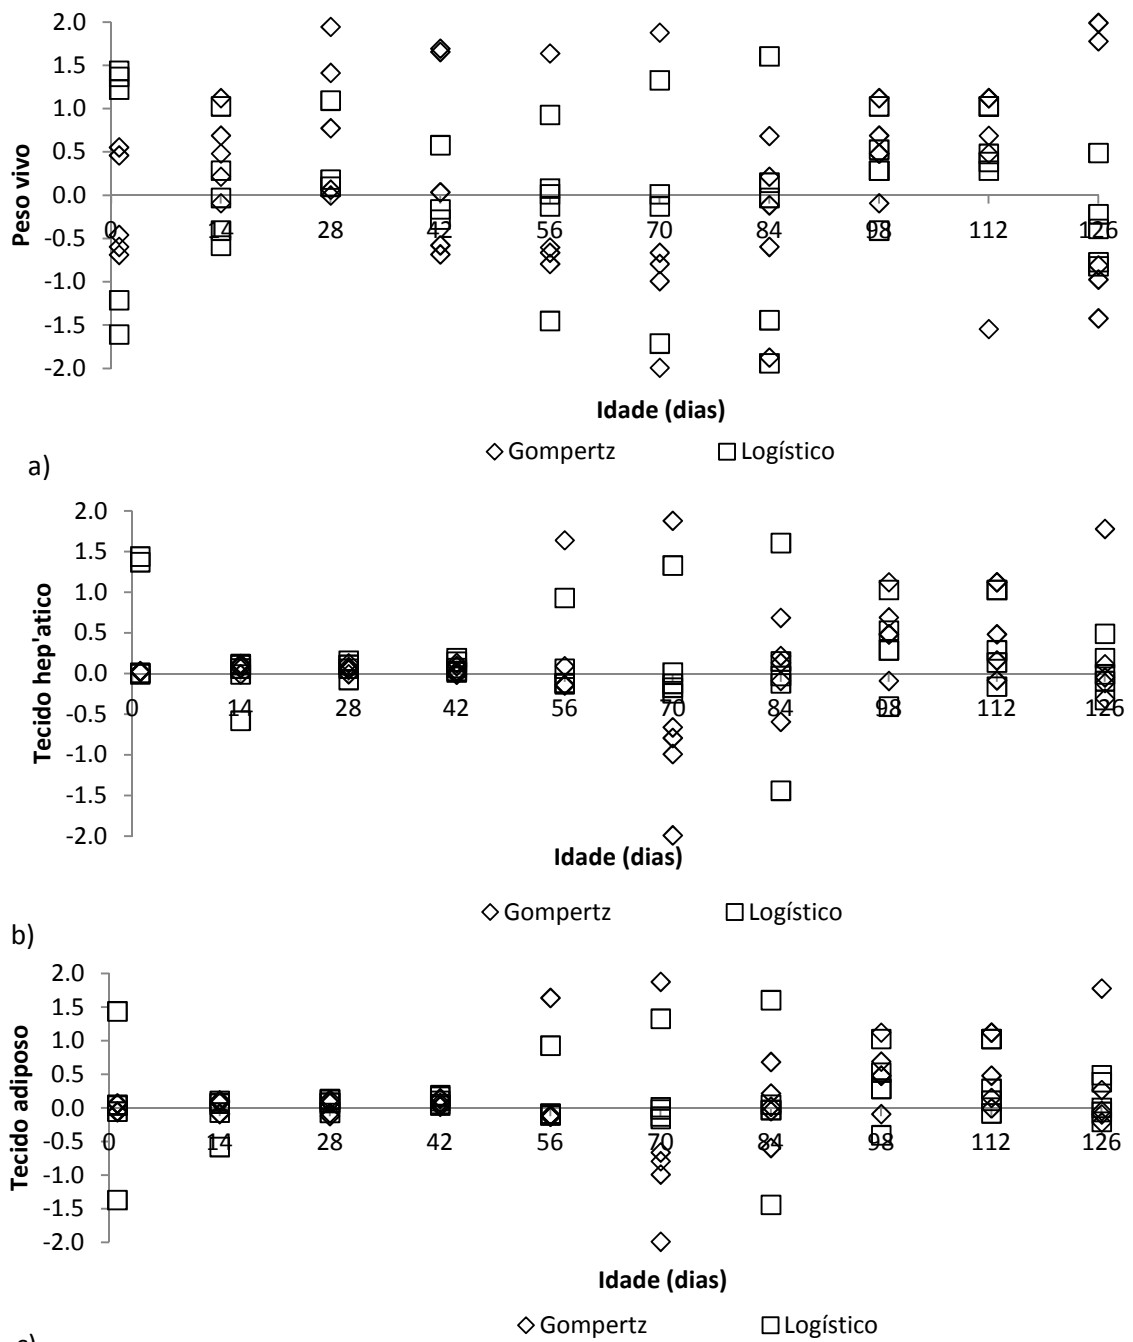 2.0
1.5
1.0
0.5
0.0
-0.5
-1.0
-1.5
-2.0
Peso vivo
0 14 28 42 56 70 84 98 112 126
Idade (dias)
Gompertz Logístico
a)
2.0
1.5
1.0
0.5
0.0
-0.5
-1.0
-1.5
-2.0
Tecido hep'atico
0 14 28 42 56 70 84 98 112 126
Idade (dias)
Gompertz Logístico
b)
2.0
1.5
1.0
0.5
0.0
-0.5
-1.0
-1.5
-2.0
Tecido adiposo
0 14 28 42 56 70 84 98 112 126
Idade (dias)
Gompertz Logístico
c)